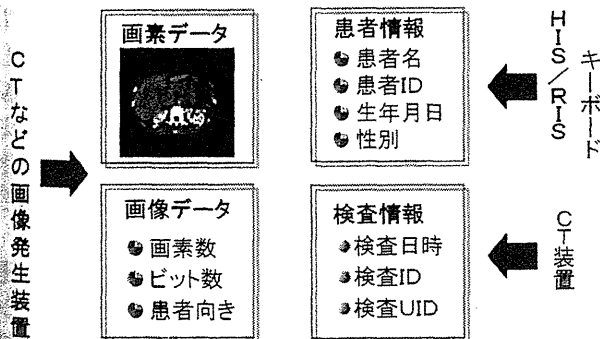 CTなどの画像発生装置
画素データ
画像データ
画素数
ビット数
患者向き
患者情報
患者名
患者ID
生年月日
性別
検査情報
検査日時
検査ID
検査UID
HIS/RIS
キーボード
CT装置